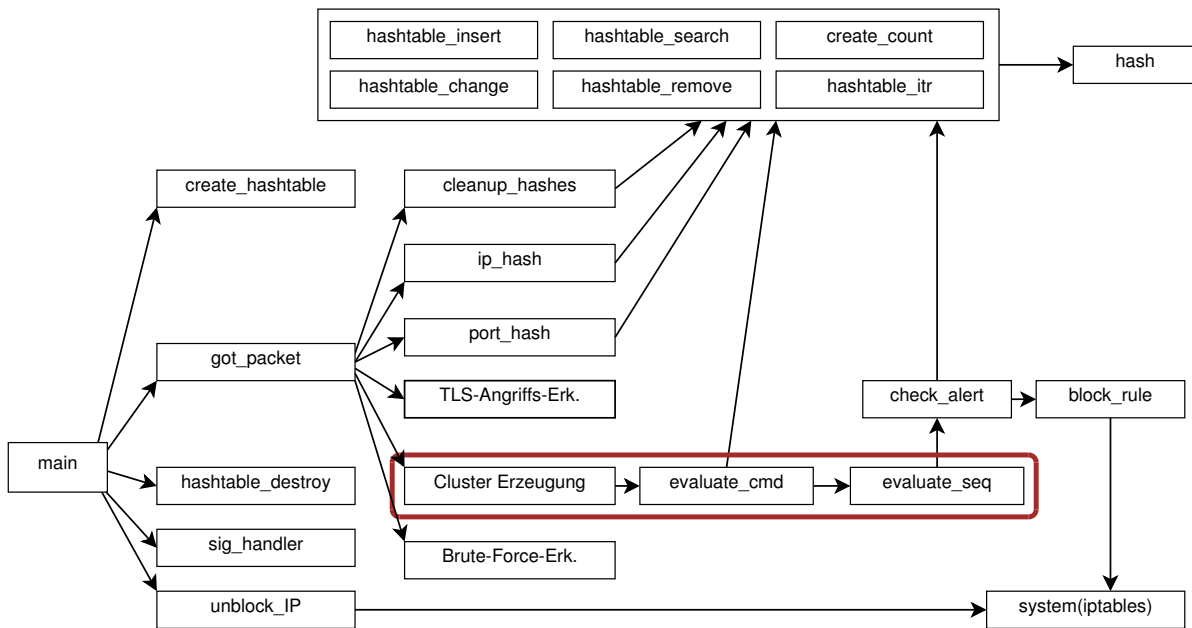 hashtable_insert
hashtable_search
create_count
hash
hashtable_change
hashtable_remove
hashtable_itr
create_hashtable
cleanup_hashes
ip_hash
port_hash
got_packet
TLS-Angriffs-Erk.
check_alert
block_rule
main
hashtable_destroy
Cluster Erzeugung
evaluate_cmd
evaluate_seq
sig_handler
Brute-Force-Erk.
unblock_IP
system(iptables)